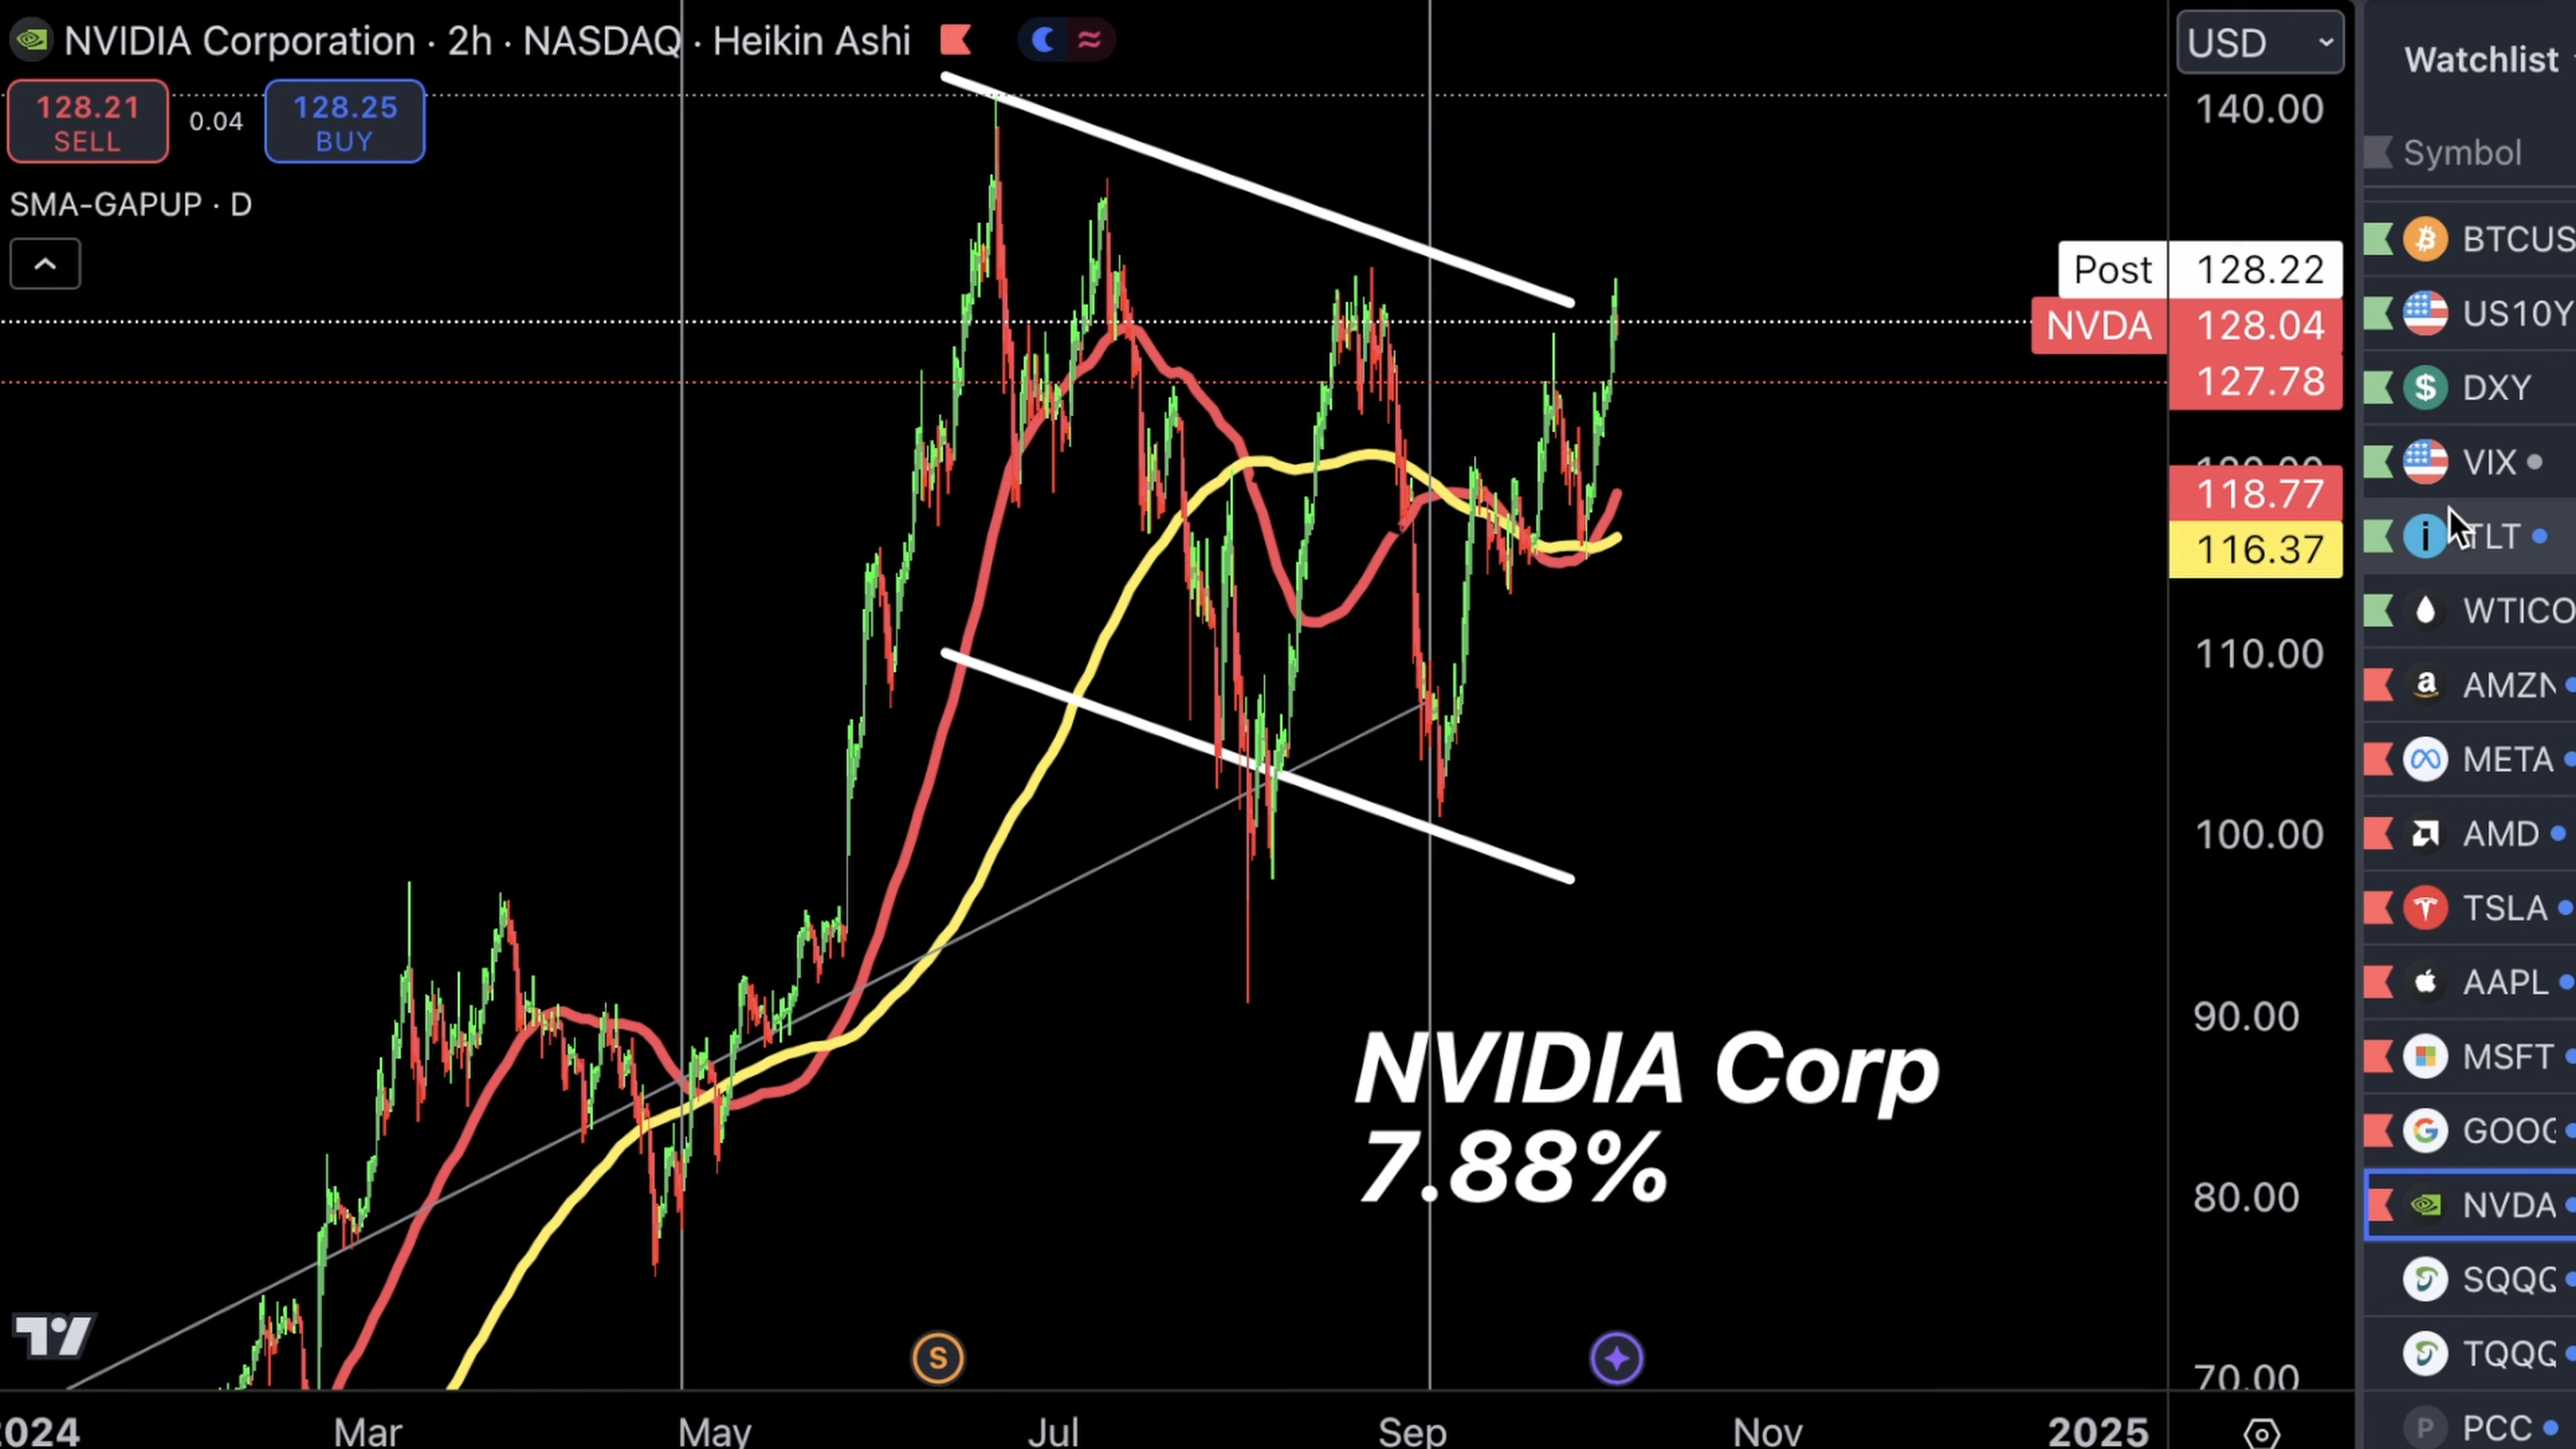 NVIDIA Corporation · 2h · NASDAQ · Heikin Ashi
128.21
SELL
0.04
128.25
BUY
SMA-GAPUP · D
USD
140.00
Post 128.22
NVDA 128.04
127.78
118.77
116.37
110.00
100.00
90.00
80.00
70.00
NVIDIA Corp
7.88%
S
2024 Mar May Jul Sep Nov 2025
Watchlist
Symbol
BTCUS
US10Y
DXY
VIX
TLT
WTICO
AMZN
META
AMD
TSLA
AAPL
MSFT
GOOG
NVDA
SQQQ
TQQQ
P PCC